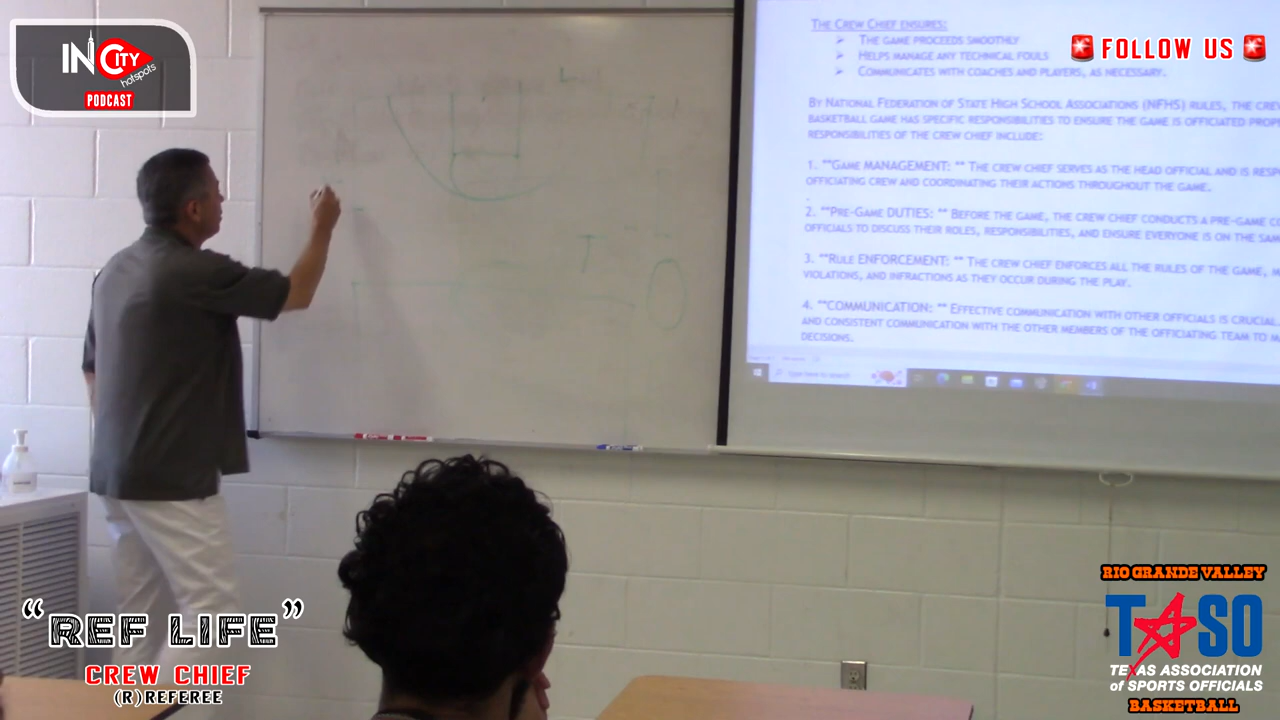 IN CITY
hotspots
PODCAST
FOLLOW US
THE CREW CHIEF ENSURES:
➢ THE GAME PROCEEDS SMOOTHLY
➢ HELPS MANAGE ANY TECHNICAL FOULS
➢ COMMUNICATES WITH COACHES AND PLAYERS, AS NECESSARY.
BY NATIONAL FEDERATION OF STATE HIGH SCHOOL ASSOCIATIONS (NFHS) RULES, THE
BASKETBALL GAME HAS SPECIFIC RESPONSIBILITIES TO ENSURE THE GAME IS OFFICIATED
RESPONSIBILITIES OF THE CREW CHIEF INCLUDE:
1. **GAME MANAGEMENT: ** THE CREW CHIEF SERVES AS THE HEAD OFFICIAL AND IS
OFFICIATING CREW AND COORDINATING THEIR ACTIONS THROUGHOUT THE GAME.
2. **PRE-GAME DUTIES: ** BEFORE THE GAME, THE CREW CHIEF CONDUCTS A PRE-GAME
OFFICIALS TO DISCUSS THEIR ROLES, RESPONSIBILITIES, AND ENSURE EVERYONE IS ON THE
3. **RULE ENFORCEMENT: ** THE CREW CHIEF ENFORCES ALL THE RULES OF THE GAME,
VIOLATIONS, AND INFRACTIONS AS THEY OCCUR DURING THE PLAY.
4. **COMMUNICATION: ** EFFECTIVE COMMUNICATION WITH OTHER OFFICIALS IS CRUCIAL
AND CONSISTENT COMMUNICATION WITH THE OTHER MEMBERS OF THE OFFICIATING TEAM TO
DECISIONS.
Type here to search
"REF LIFE"
CREW CHIEF
(R)REFEREE
RIO GRANDE VALLEY
TASO
TEXAS ASSOCIATION
of SPORTS OFFICIALS
BASKETBALL